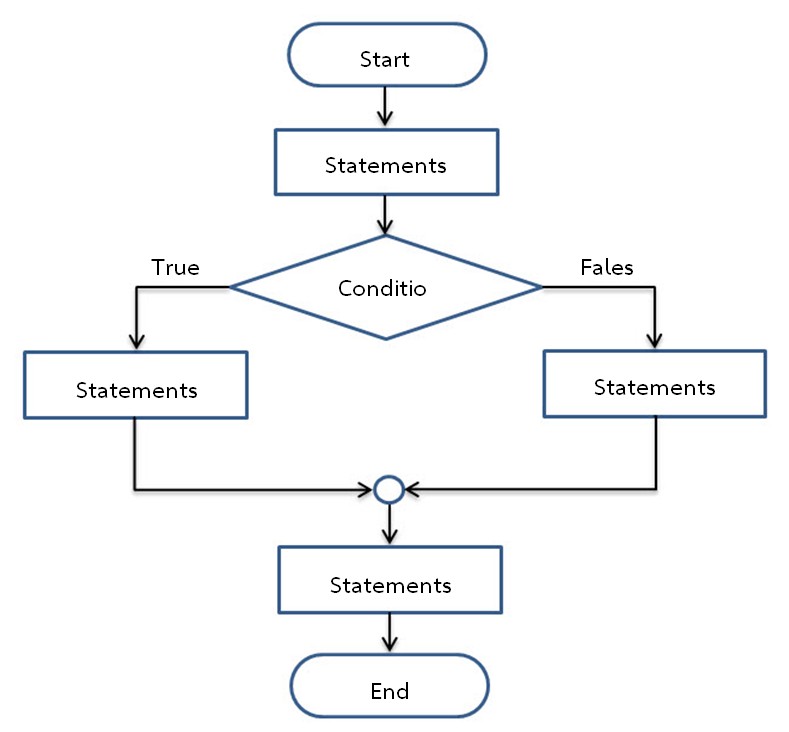 Start
Statements
True
Fales
Conditio
Statements
Statements
Statements
End